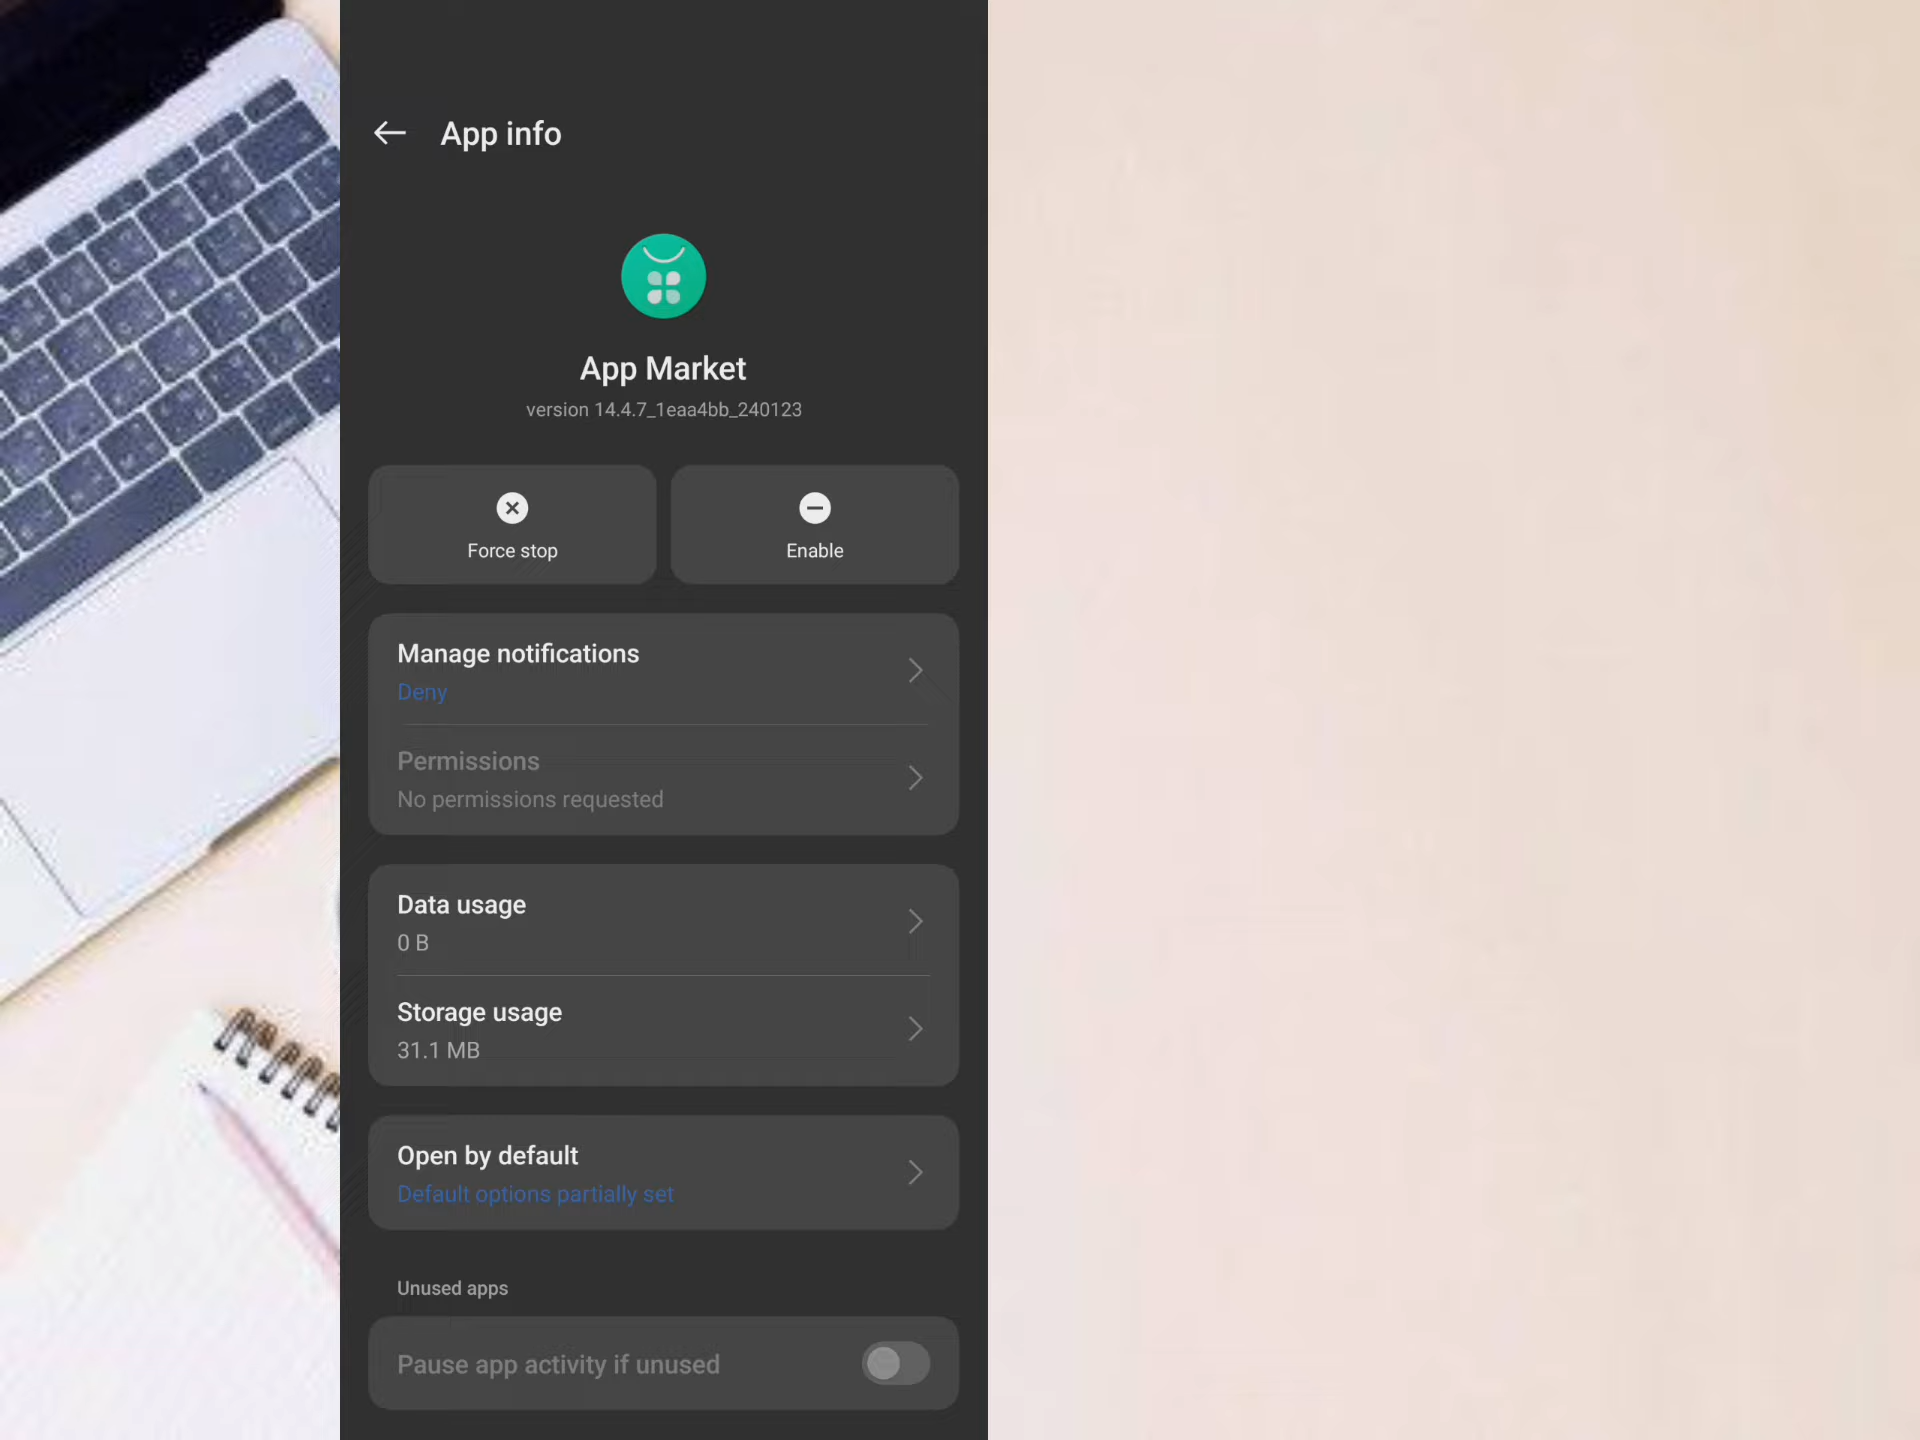 App info
App Market
version 14.4.7_1eaa4bb_240123
Force stop
Enable
Manage notifications
Deny
Permissions
No permissions requested
Data usage
0 B
Storage usage
31.1 MB
Open by default
Default options partially set
Unused apps
Pause app activity if unused